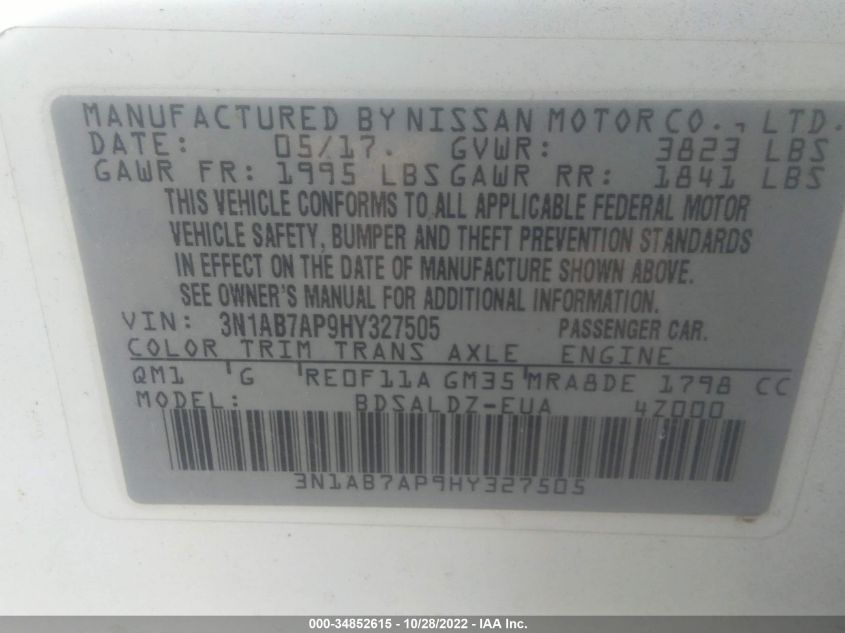 MANUFACTURED BY NISSAN MOTOR CO., LTD.
DATE: 05/17. GVWR: 3823 LBS
GAWR FR: 1995 LBS GAWR RR: 1841 LBS
THIS VEHICLE CONFORMS TO ALL APPLICABLE FEDERAL MOTOR
VEHICLE SAFETY, BUMPER AND THEFT PREVENTION STANDARDS
IN EFFECT ON THE DATE OF MANUFACTURE SHOWN ABOVE.
SEE OWNER'S MANUAL FOR ADDITIONAL INFORMATION.
VIN: 3N1AB7AP9HY327505 PASSENGER CAR.
COLOR TRIM TRANS AXLE ENGINE
QM1 G RE0F11A GM35 MRA8DE 1798 CC
MODEL: BDSALDZ-EUA 4Z000
3N1AB7AP9HY327505
000-34852615 - 10/28/2022 - IAA Inc.